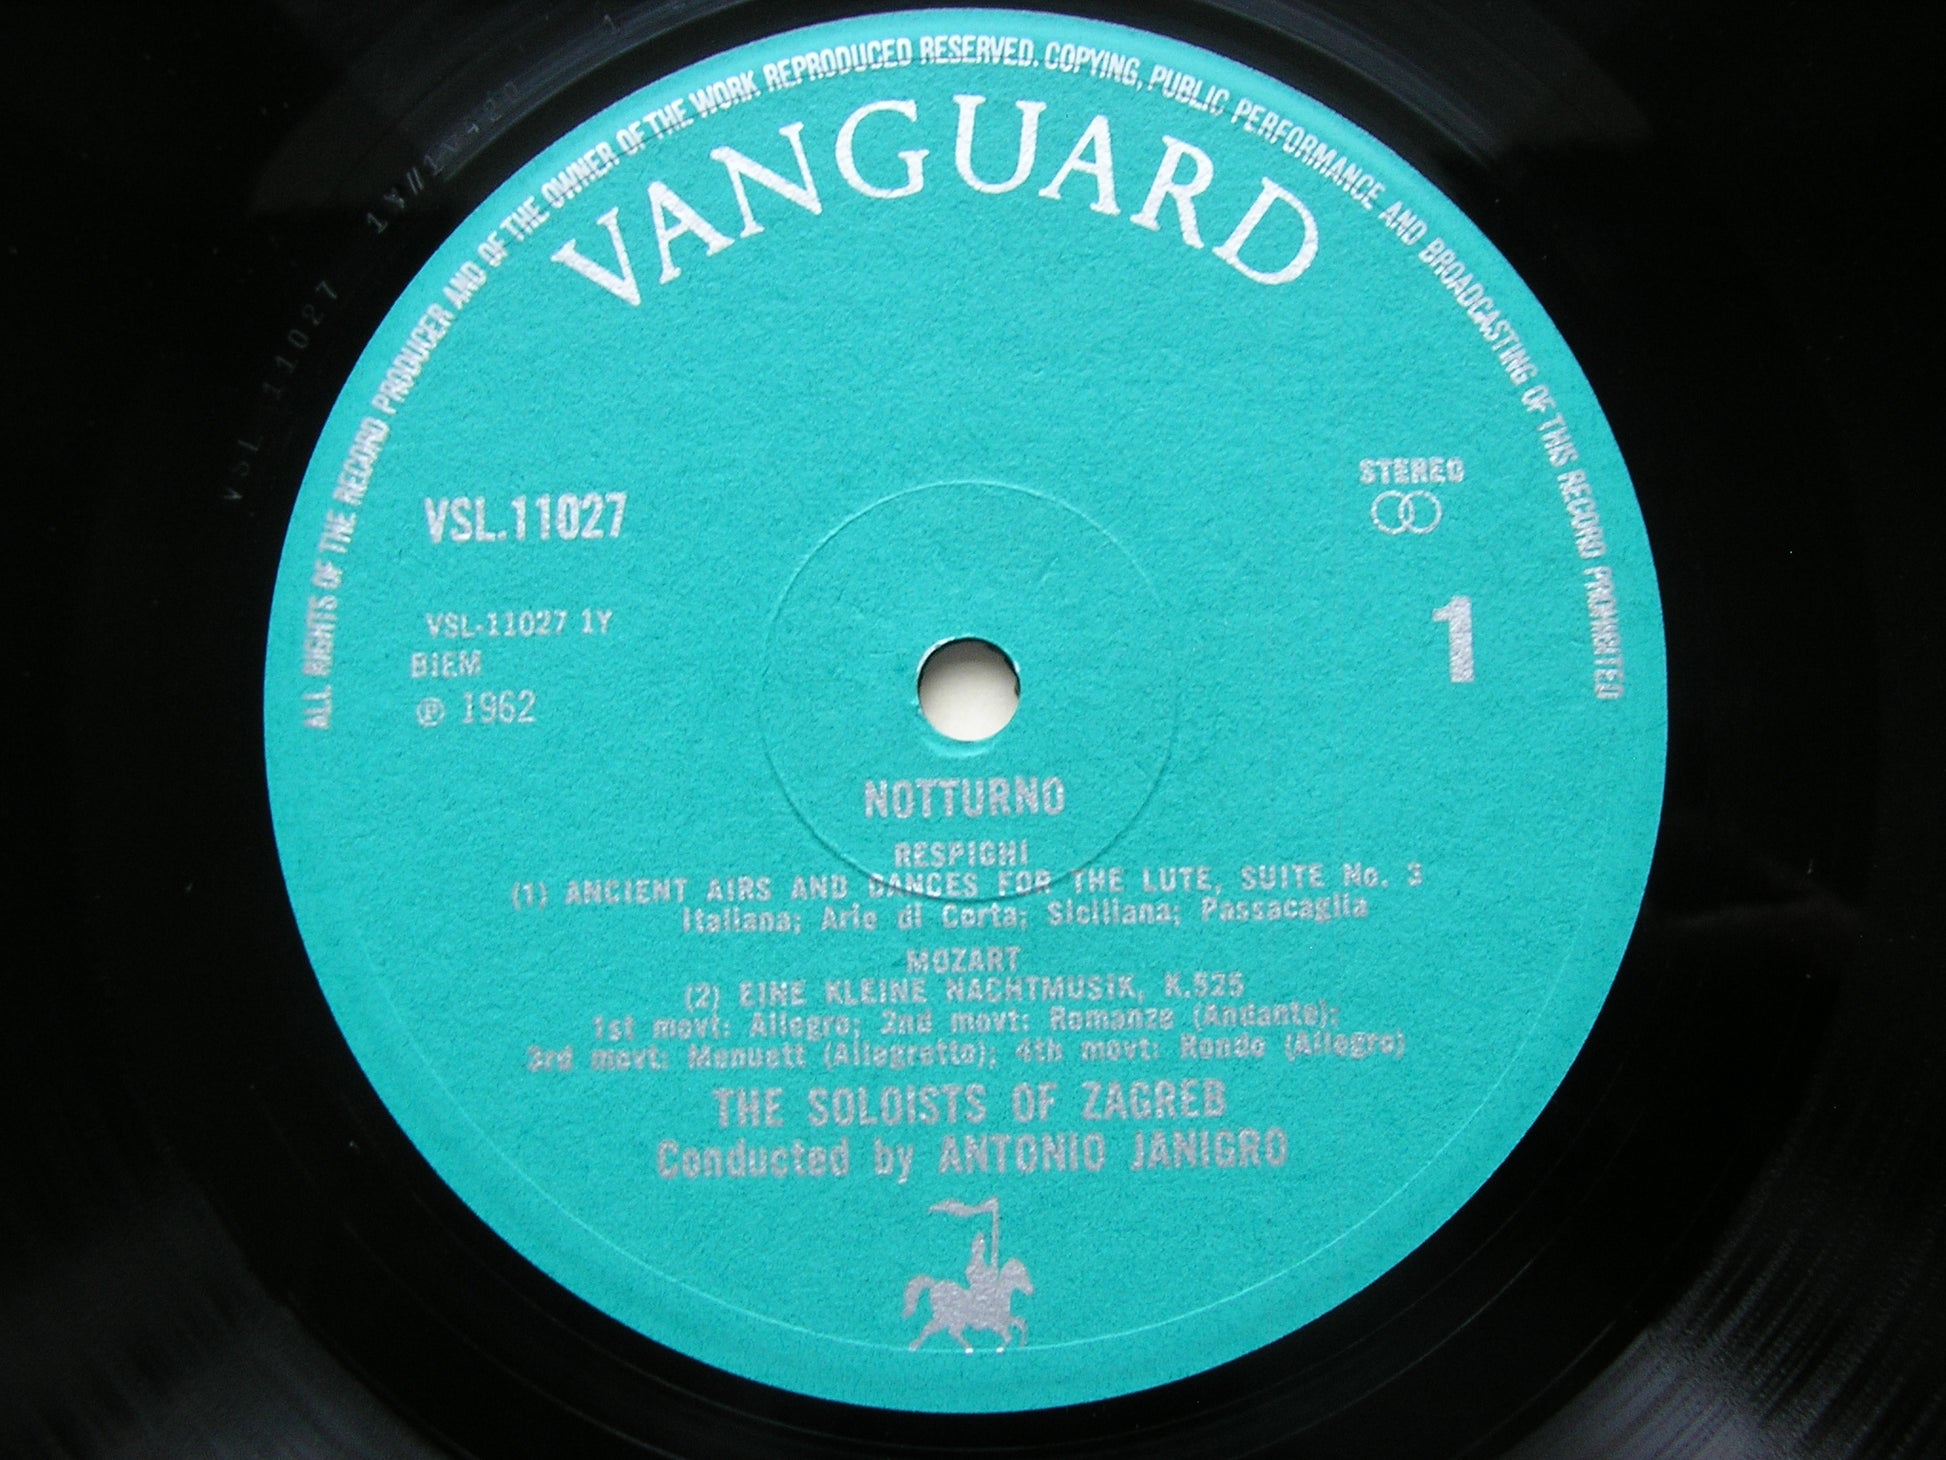 ALL RIGHTS OF THE RECORD PRODUCER AND OF THE OWNER OF THE WORK REPRODUCED RESERVED. COPYING, PUBLIC PERFORMANCE AND BROADCASTING OF THIS RECORD PROHIBITED
VANGUARD
VSL.11027
STEREO
VSL-11027 1Y
1
BIEM
℗ 1962
NOTTURNO
RESPIGHI
(1) ANCIENT AIRS AND DANCES FOR THE LUTE, SUITE No. 3
Italiana; Arie di Corta; Siciliana; Passacaglia
MOZART
(2) EINE KLEINE NACHTMUSIK, K.525
1st movt: Allegro; 2nd movt: Romanze (Andante);
3rd movt: Menuett (Allegretto); 4th movt: Rondo (Allegro)
THE SOLOISTS OF ZAGREB
Conducted by ANTONIO JANIGRO
VSL 11027